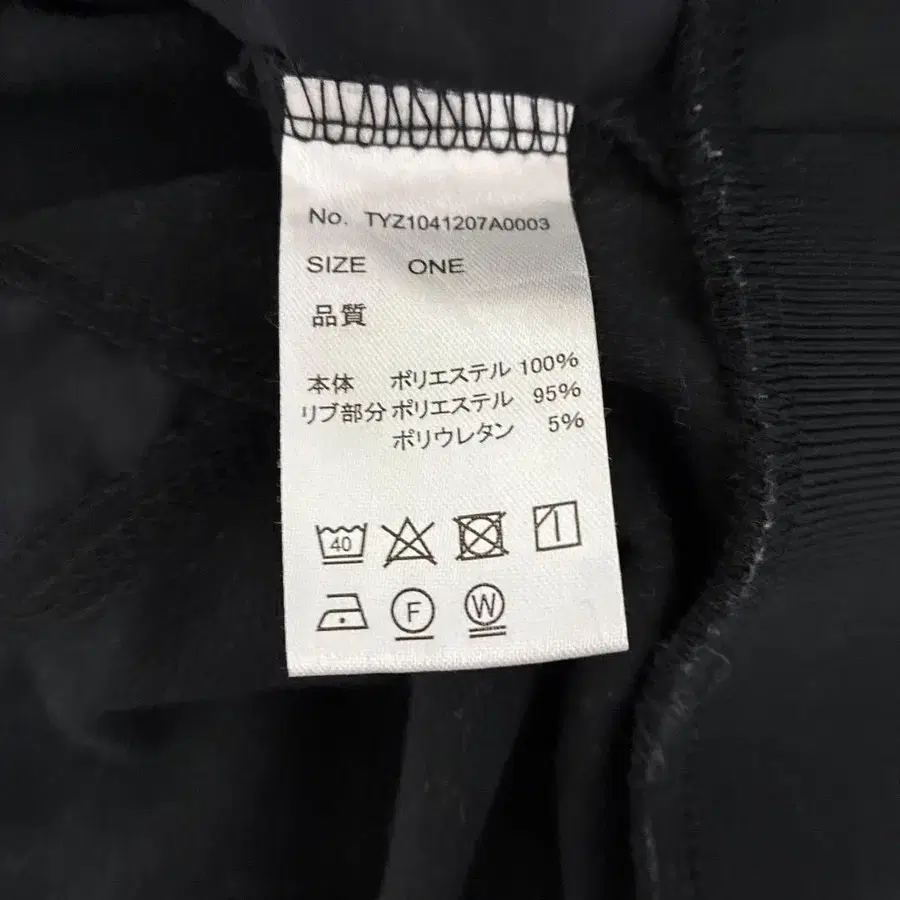 No. TYZ1041207A0003
SIZE ONE
品質
本体 ポリエステル 100%
リブ部分 ポリエステル 95%
ポリウレタン 5%
40
F W